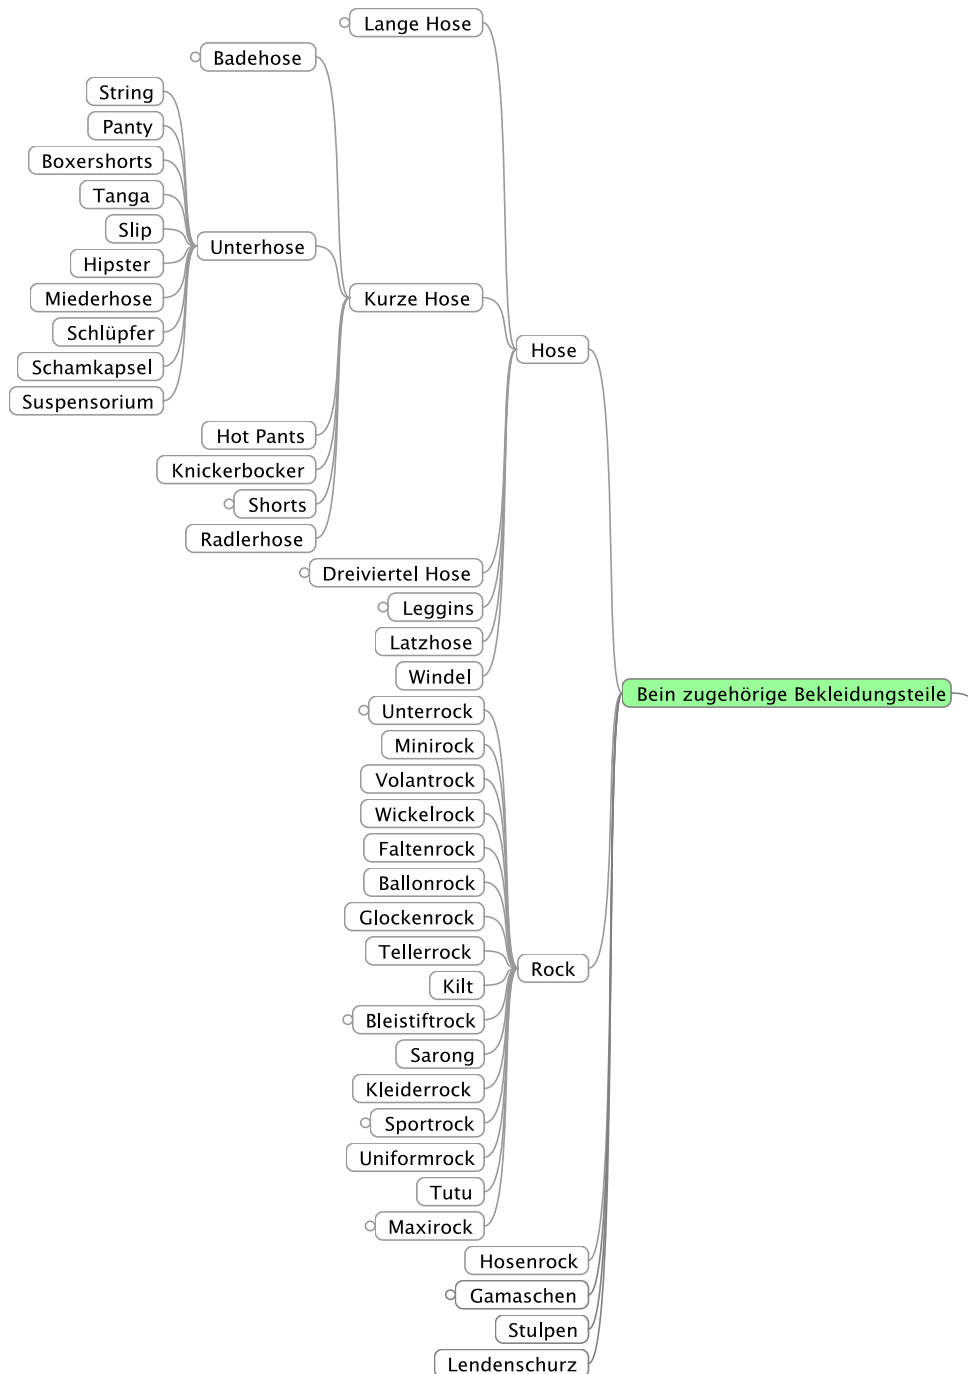 Lange Hose
Badehose
String
Panty
Boxershorts
Tanga
Slip
Unterhose
Hipster
Miederhose
Kurze Hose
Schlüpfer
Hose
Schamkapsel
Suspensorium
Hot Pants
Knickerbocker
Shorts
Radlerhose
Dreiviertel Hose
Leggins
Latzhose
Windel
Bein zugehörige Bekleidungsteile
Unterrock
Minirock
Volantrock
Wickelrock
Faltenrock
Ballonrock
Glockenrock
Tellerrock
Rock
Kilt
Bleistiftrock
Sarong
Kleiderrock
Sportrock
Uniformrock
Tutu
Maxirock
Hosenrock
Gamaschen
Stulpen
Lendenschurz